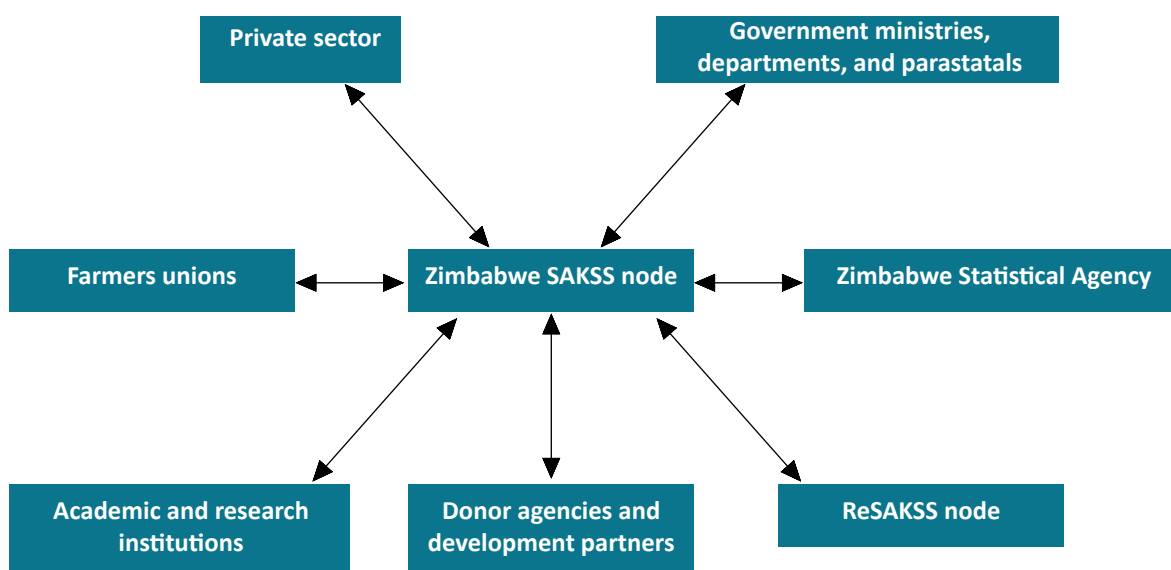 Private sector
Government ministries,
departments, and parastatals
Farmers unions
Zimbabwe SAKSS node
Zimbabwe Statistical Agency
Academic and research
institutions
Donor agencies and
development partners
ReSAKSS node